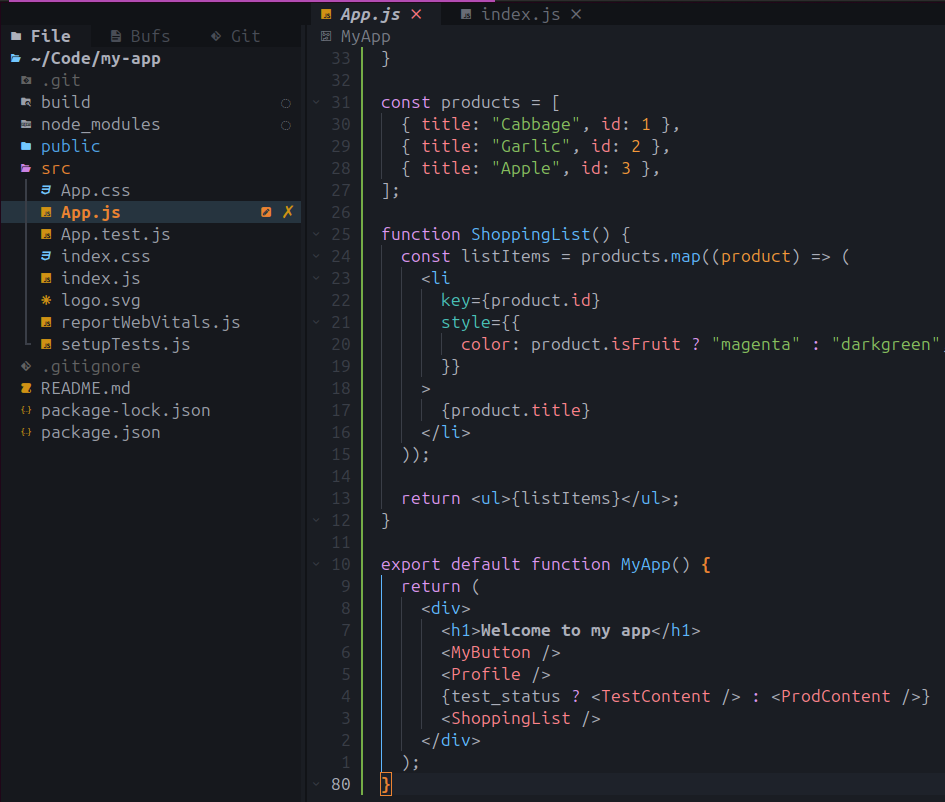 App.js × index.js ×
File Bufs Git
MyApp
~/Code/my-app
.git
build
node_modules
public
src
App.css
App.js ✗
App.test.js
index.css
index.js
logo.svg
reportWebVitals.js
setupTests.js
.gitignore
README.md
package-lock.json
package.json
33 }
32
31 const products = [
30 { title: "Cabbage", id: 1 },
29 { title: "Garlic", id: 2 },
28 { title: "Apple", id: 3 },
27 ];
26
25 function ShoppingList() {
24 const listItems = products.map((product) => (
23 <li
22 key={product.id}
21 style={{
20 color: product.isFruit ? "magenta" : "darkgreen",
19 }}
18 >
17 {product.title}
16 </li>
15 ));
14
13 return <ul>{listItems}</ul>;
12 }
11
10 export default function MyApp() {
9 return (
8 <div>
7 <h1>Welcome to my app</h1>
6 <MyButton />
5 <Profile />
4 {test_status ? <TestContent /> : <ProdContent />}
3 <ShoppingList />
2 </div>
1 );
80 }